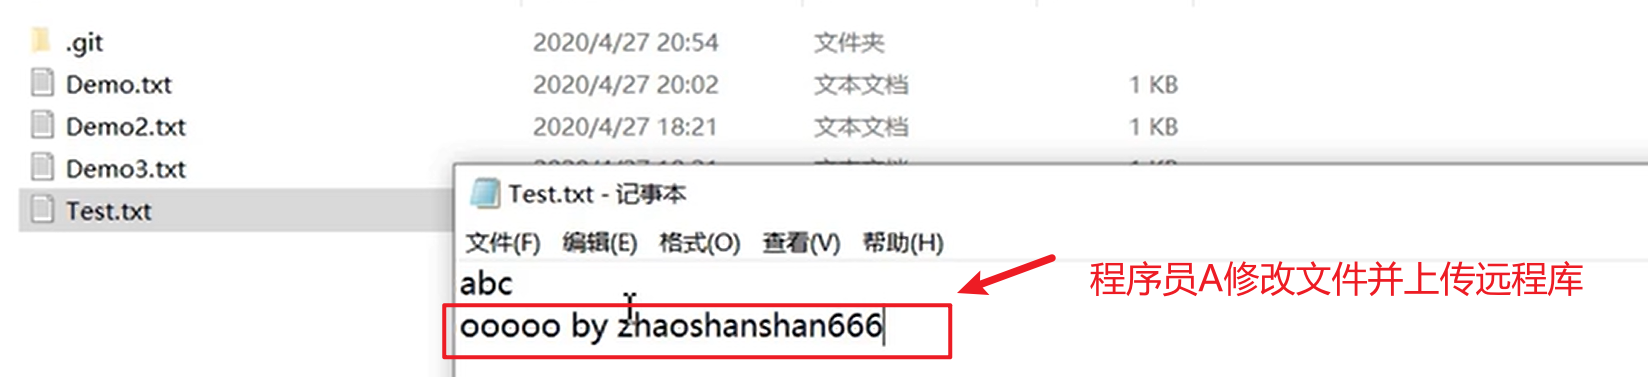 .git 2020/4/27 20:54 文件夹
Demo.txt 2020/4/27 20:02 文本文档 1 KB
Demo2.txt 2020/4/27 18:21 文本文档 1 KB
Demo3.txt
Test.txt
Test.txt - 记事本
文件(F) 编辑(E) 格式(O) 查看(V) 帮助(H)
abc
ooooo by zhaoshanshan666
程序员A修改文件并上传远程库